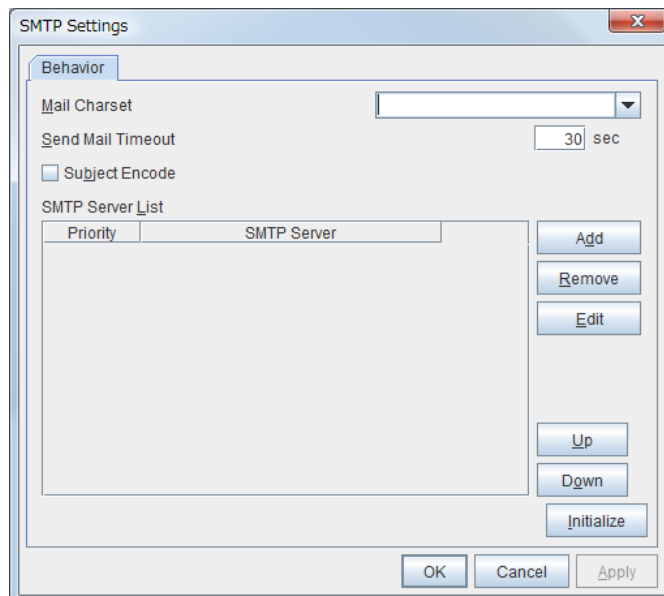 SMTP Settings
Behavior
Mail Charset
Send Mail Timeout 30 sec
Subject Encode
SMTP Server List
Priority SMTP Server
Add
Remove
Edit
Up
Down
Initialize
OK Cancel Apply